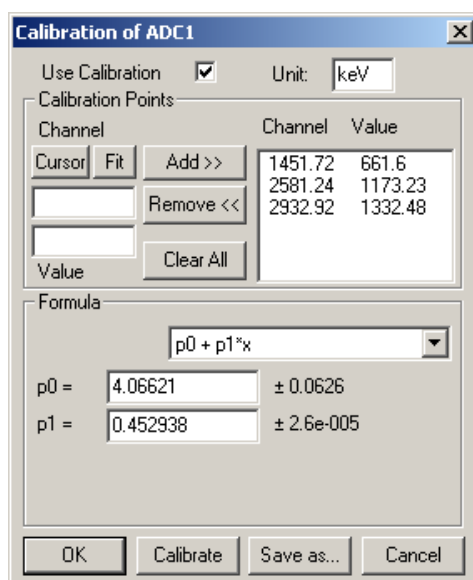 Calibration of ADC1
Use Calibration Unit: keV
Calibration Points
Channel
Channel Value
Cursor Fit Add >>
1451.72 661.6
2581.24 1173.23
2932.92 1332.48
Remove <<
Value
Clear All
Formula
p0 + p1*x
p0 = 4.06621 ± 0.0626
p1 = 0.452938 ± 2.6e-005
OK Calibrate Save as... Cancel